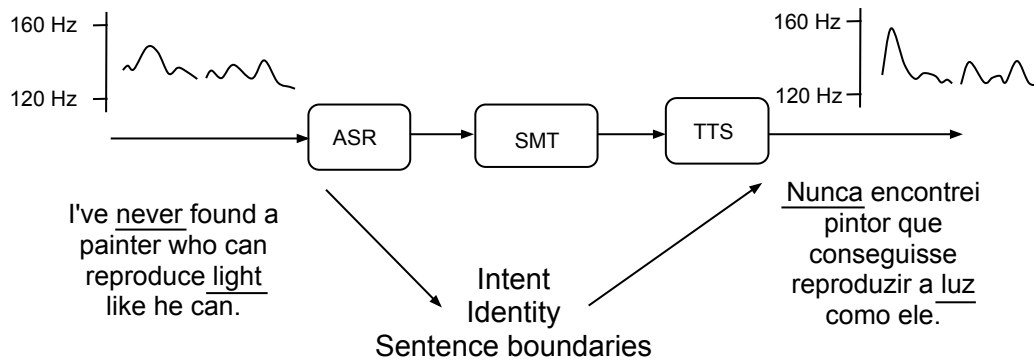 160 Hz
120 Hz
160 Hz
120 Hz
ASR
SMT
TTS
I've never found a
painter who can
reproduce light
like he can.
Intent
Identity
Sentence boundaries
Nunca encontrei
pintor que
conseguisse
reproduzir a luz
como ele.